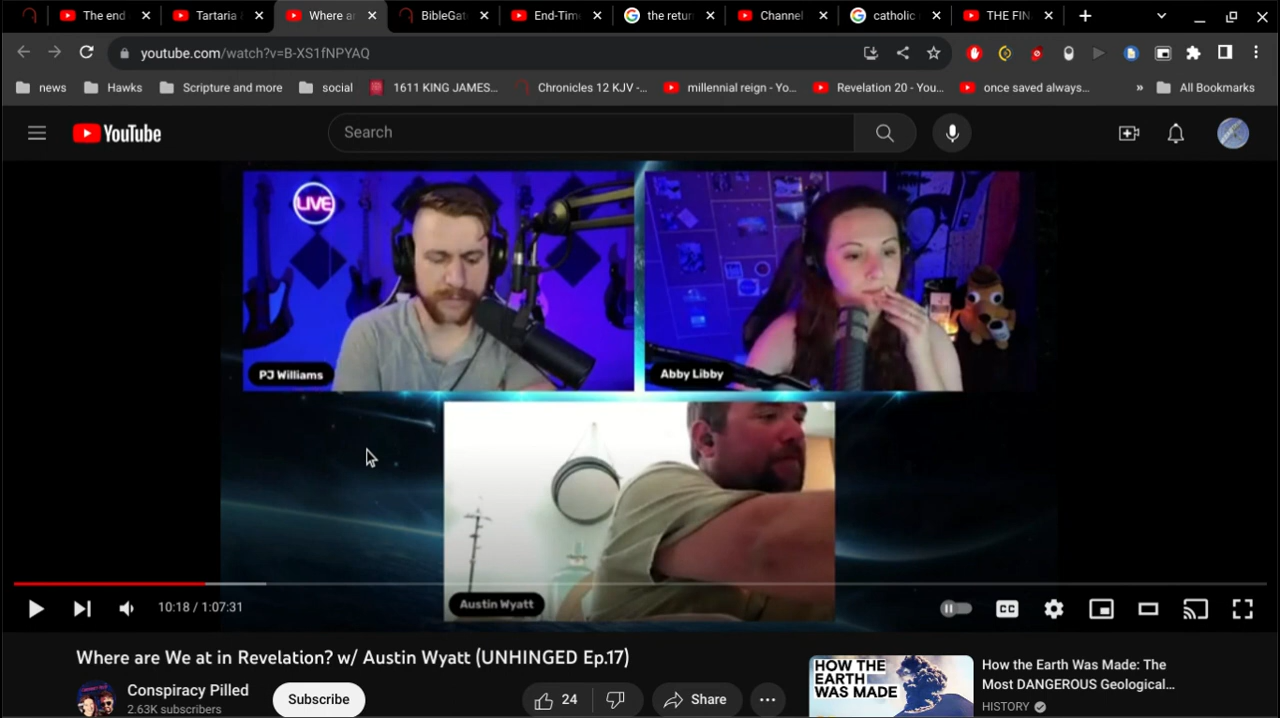 The end
Tartaria
Where a
BibleGat
End-Time
the retur
Channel
catholic
THE FIN
youtube.com/watch?v=B-XS1fNPYAQ
news
Hawks
Scripture and more
social
1611 KING JAMES...
Chronicles 12 KJV -...
millennial reign - Yo...
Revelation 20 - You...
once saved always...
»
All Bookmarks
YouTube
Search
LIVE
PJ Williams
Abby Libby
Austin Wyatt
10:18 / 1:07:31
CC
Where are We at in Revelation? w/ Austin Wyatt (UNHINGED Ep.17)
Conspiracy Pilled
2.63K subscribers
Subscribe
24
Share
HOW THE
EARTH
WAS MADE
How the Earth Was Made: The
Most DANGEROUS Geological...
HISTORY